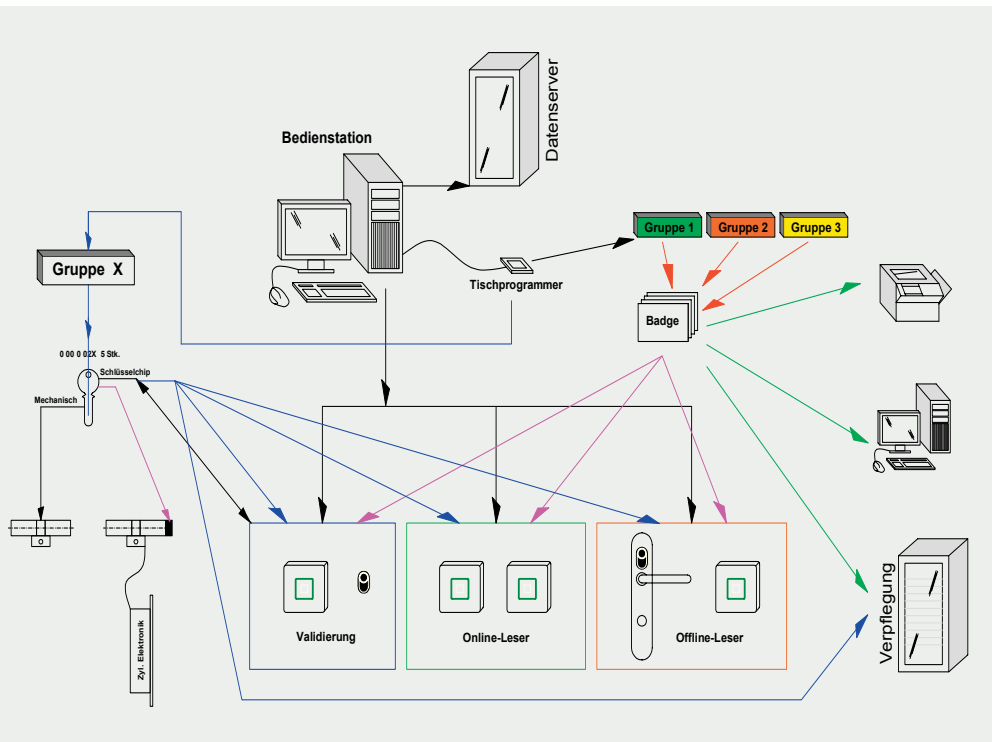 Bedienstation
Datenserver
Gruppe 1
Gruppe 2
Gruppe 3
Gruppe X
Tischprogrammer
Badge
0 00 0 02X 5 Stk.
Schlüsselchip
Mechanisch
Zyl. Elektronik
Validierung
Online-Leser
Offline-Leser
Verpflegung